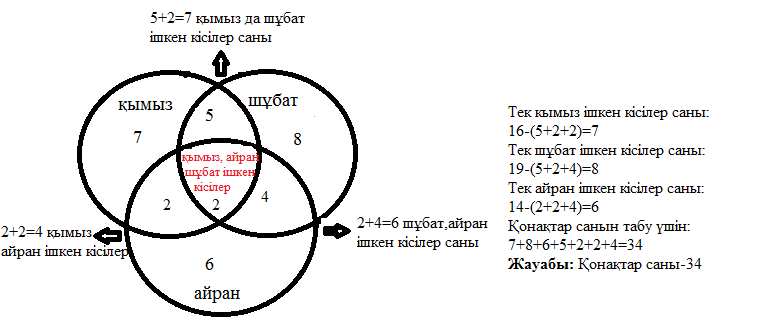 5+2=7 қымыз да шұбат
ішкен кісілер саны
қымыз
шұбат
5
7
8
қымыз, айран
шұбат ішкен
кісілер
2
2
4
2+2=4 қымыз
айран ішкен кісілер
2+4=6 шұбат,айран
ішкен кісілер саны
6
айран
Тек қымыз ішкен кісілер саны:
16-(5+2+2)=7
Тек шұбат ішкен кісілер саны:
19-(5+2+4)=8
Тек айран ішкен кісілер саны:
14-(2+2+4)=6
Қонақтар санын табу үшін:
7+8+6+5+2+2+4=34
Жауабы: Қонақтар саны-34